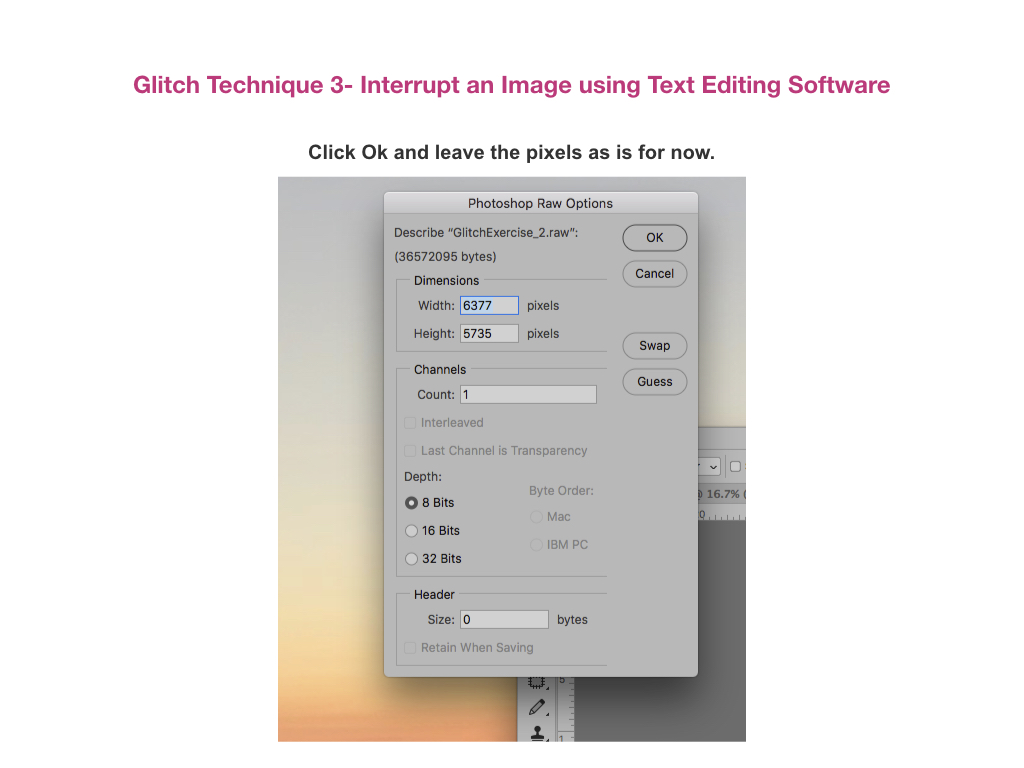 Glitch Technique 3- Interrupt an Image using Text Editing Software
Click Ok and leave the pixels as is for now.
Photoshop Raw Options
Describe “GlitchExercise_2.raw”:
(36572095 bytes)
OK
Cancel
Dimensions
Width: 6377 pixels
Height: 5735 pixels
Swap
Guess
Channels
Count: 1
Interleaved
Last Channel is Transparency
Depth:
8 Bits
16 Bits
32 Bits
Byte Order:
Mac
IBM PC
Header
Size: 0 bytes
Retain When Saving
16.7% (
0
5
1